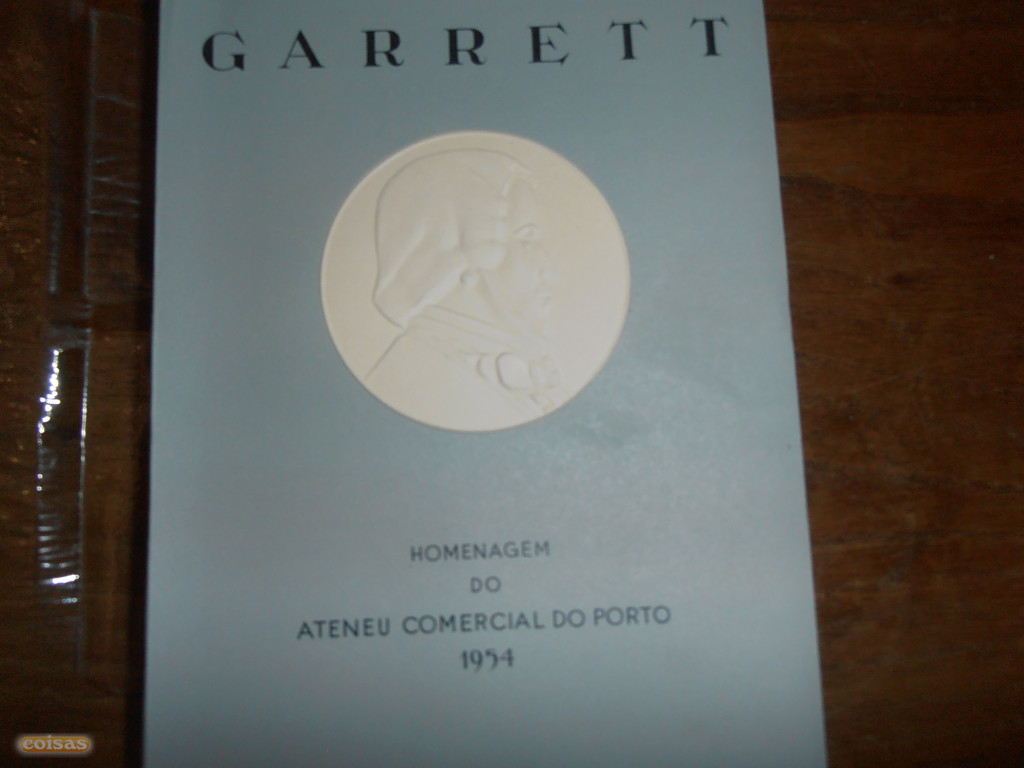 GARRETT
HOMENAGEM
DO
ATENEU COMERCIAL DO PORTO
1954
coisas